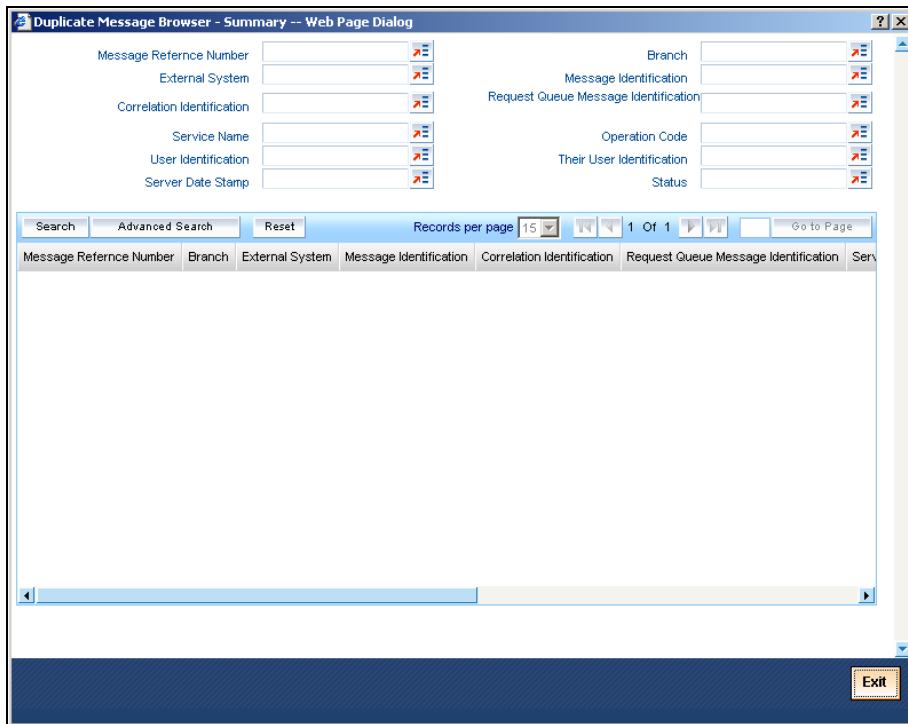 Duplicate Message Browser - Summary -- Web Page Dialog
Message Refernce Number Branch
External System Message Identification
Correlation Identification Request Queue Message Identification
Service Name Operation Code
User Identification Their User Identification
Server Date Stamp Status
Search Advanced Search Reset Records per page 15 1 Of 1 Go to Page
Message Refernce Number Branch External System Message Identification Correlation Identification Request Queue Message Identification Serv
Exit